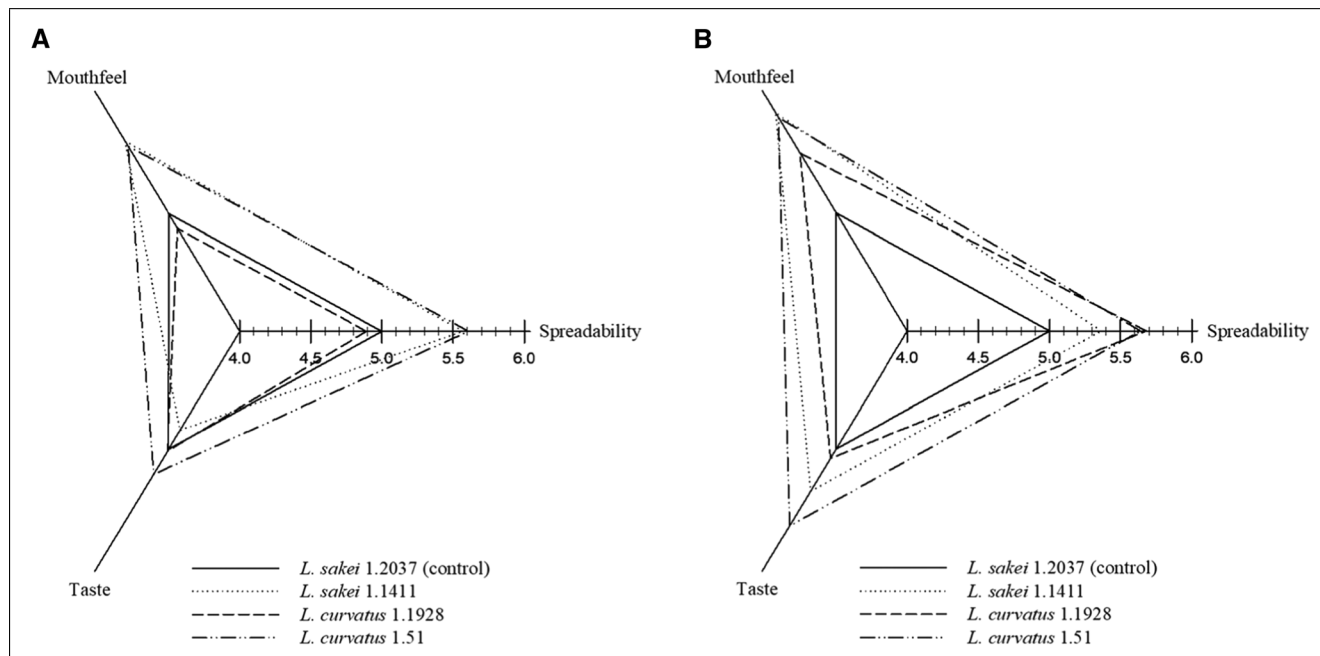 A
Mouthfeel
Spreadability
4.0 4.5 5.0 5.5 6.0
Taste
L. sakei 1.2037 (control)
L. sakei 1.1411
L. curvatus 1.1928
L. curvatus 1.51
B
Mouthfeel
Spreadability
4.0 4.5 5.0 5.5 6.0
Taste
L. sakei 1.2037 (control)
L. sakei 1.1411
L. curvatus 1.1928
L. curvatus 1.51